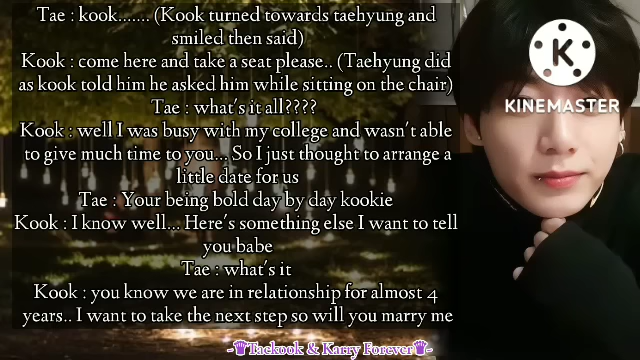 Tae : kook....... (Kook turned towards taehyung and
smiled then said)
Kook : come here and take a seat please.. (Taehyung did
as kook told him he asked him while sitting on the chair)
Tae : what's it all????
Kook : well I was busy with my college and wasn't able
to give much time to you... So I just thought to arrange a
little date for us
Tae : Your being bold day by day kookie
Kook : I know well... Here's something else I want to tell
you babe
Tae : what's it
Kook : you know we are in relationship for almost 4
years.. I want to take the next step so will you marry me
-♛Taekook & Karry Forever♛-
K
KINEMASTER